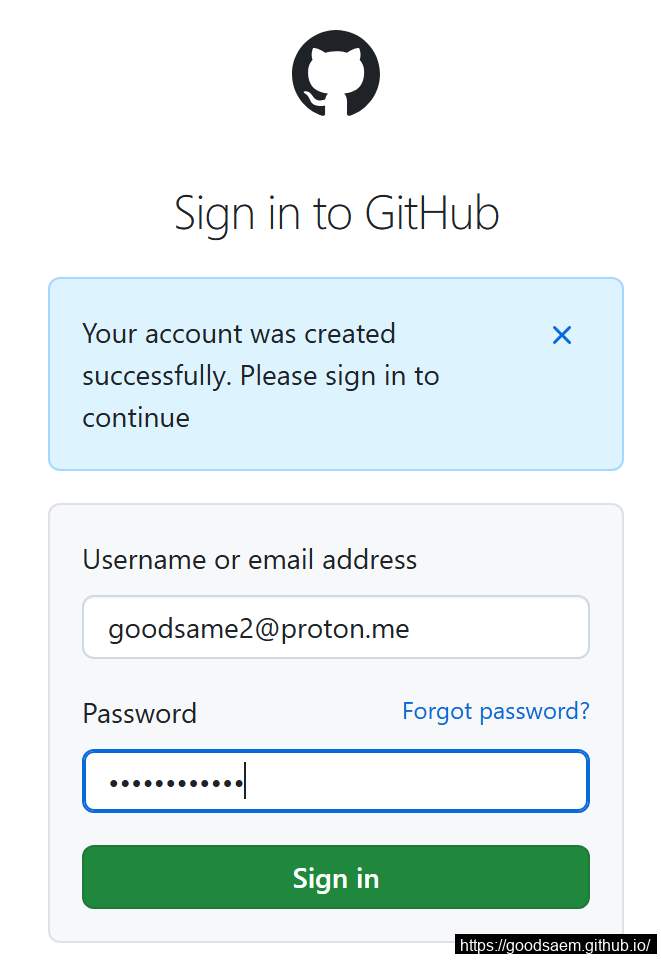 Sign in to GitHub
Your account was created
successfully. Please sign in to
continue
Username or email address
goodsame2@proton.me
Password
Forgot password?
••••••••••••
Sign in
https://goodsaem.github.io/